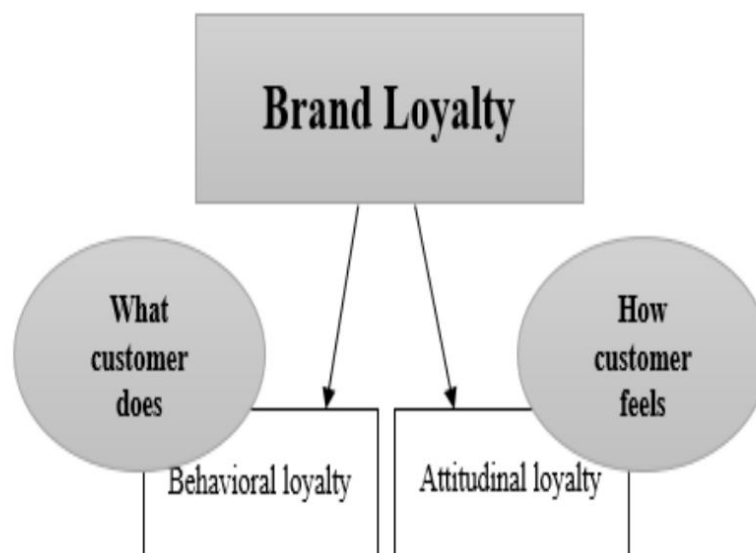 Brand Loyalty
What
customer
does
How
customer
feels
Behavioral loyalty
Attitudinal loyalty